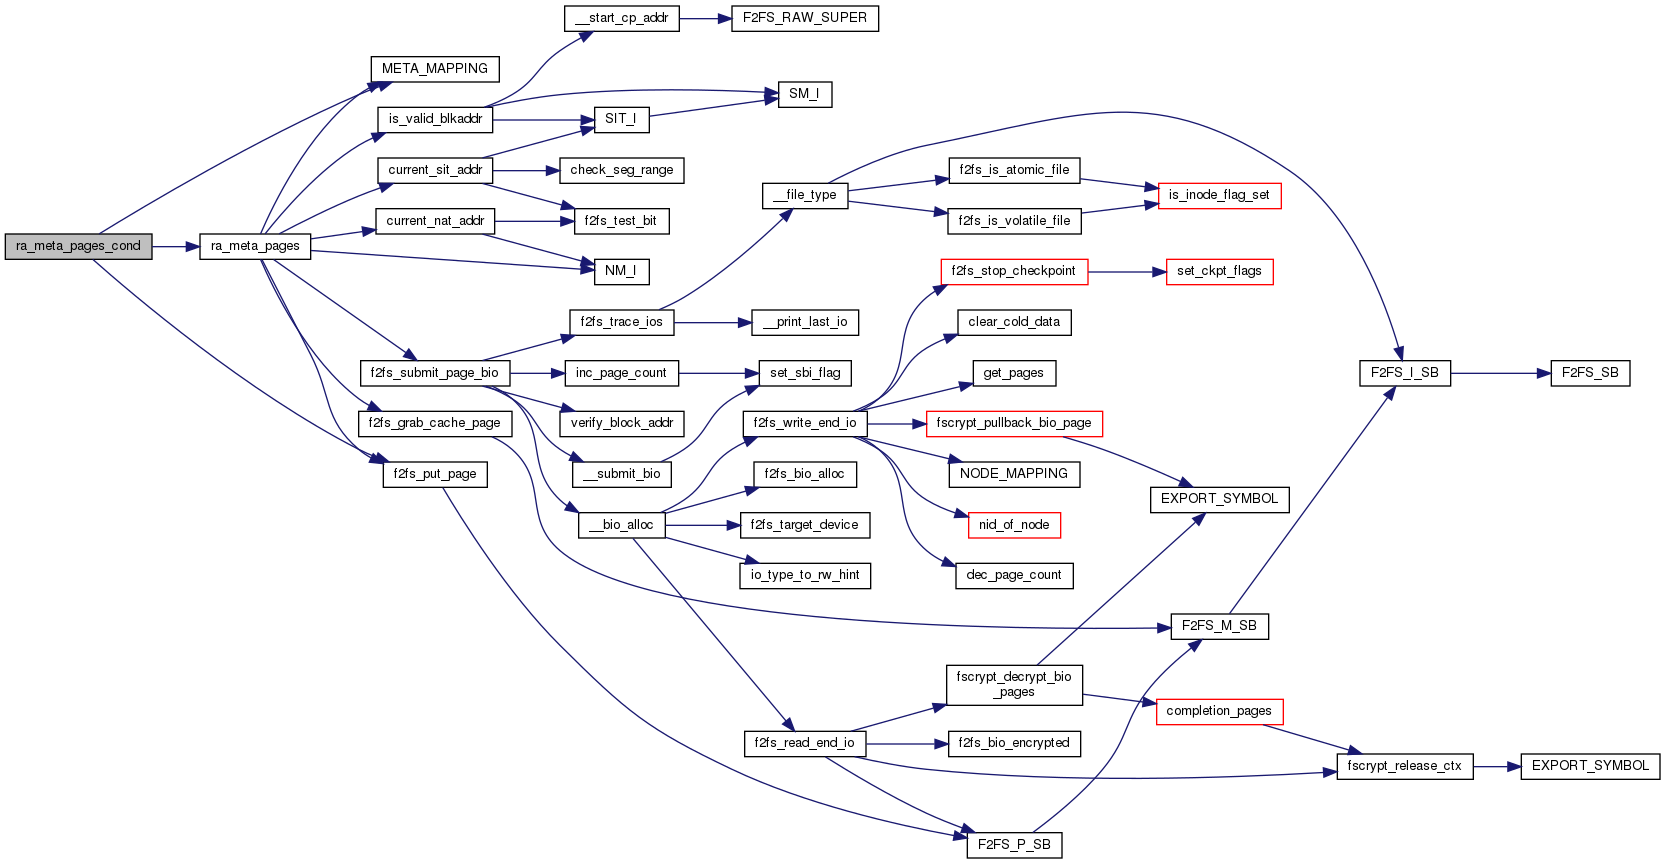 __start_cp_addr
F2FS_RAW_SUPER
META_MAPPING
is_valid_blkaddr
SM_I
SIT_I
current_sit_addr
check_seg_range
f2fs_is_atomic_file
__file_type
is_inode_flag_set
current_nat_addr
f2fs_test_bit
f2fs_is_volatile_file
ra_meta_pages_cond
ra_meta_pages
NM_I
f2fs_stop_checkpoint
set_ckpt_flags
f2fs_trace_ios
__print_last_io
clear_cold_data
f2fs_submit_page_bio
inc_page_count
set_sbi_flag
get_pages
F2FS_I_SB
F2FS_SB
f2fs_grab_cache_page
verify_block_addr
f2fs_write_end_io
fscrypt_pullback_bio_page
f2fs_put_page
__submit_bio
f2fs_bio_alloc
NODE_MAPPING
EXPORT_SYMBOL
__bio_alloc
f2fs_target_device
nid_of_node
io_type_to_rw_hint
dec_page_count
F2FS_M_SB
fscrypt_decrypt_bio
_pages
completion_pages
f2fs_read_end_io
f2fs_bio_encrypted
fscrypt_release_ctx
EXPORT_SYMBOL
F2FS_P_SB